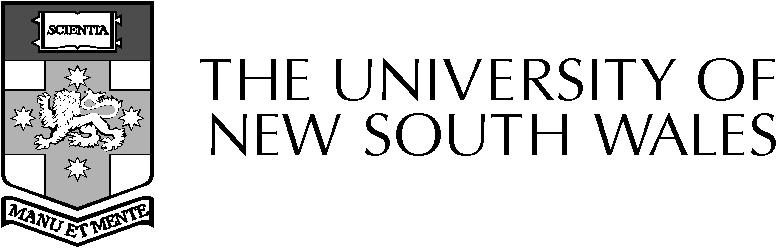 SCIENTIA
THE UNIVERSITY OF
NEW SOUTH WALES
MANU ET MENTE